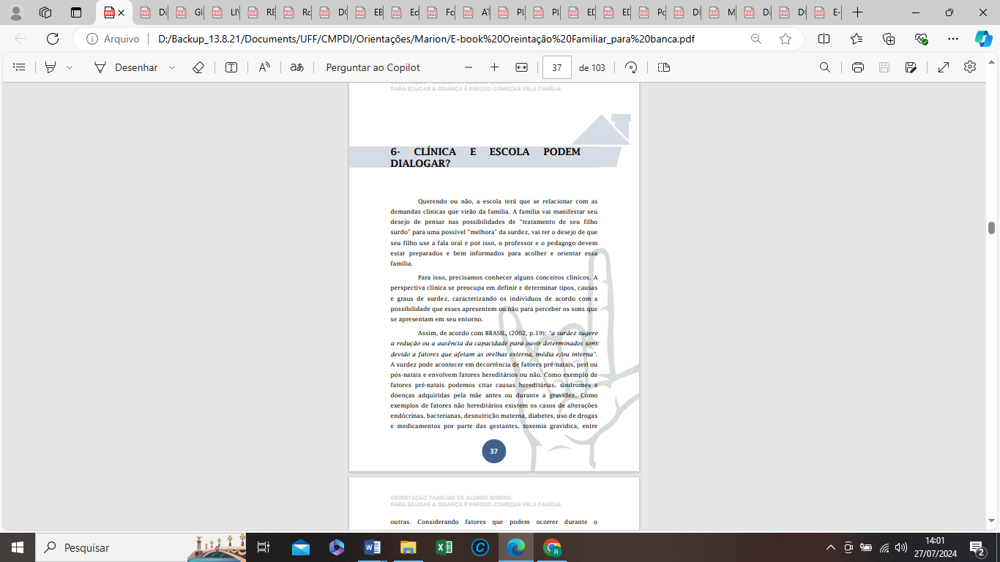 Di
GI
LIV
RE
Rc
DC
EE
Ed
Fc
AT
PI
PI
ED
ED
Pc
DI
M
Di
DC
E-
Arquivo
D:/Backup_13.8.21/Documents/UFF/CMPDI/Orientações/Marion/E-book%20Oreintação%20Familiar_para%20banca.pdf
Desenhar
aあ
Perguntar ao Copilot
37
de 103
ORIENTAÇÃO FAMILIAR DE ALUNOS SURDOS:
PARA EDUCAR A CRIANÇA É PRECISO COMEÇAR PELA FAMÍLIA
6- CLÍNICA E ESCOLA PODEM
DIALOGAR?
Querendo ou não, a escola terá que se relacionar com as
demandas clínicas que virão da família. A família vai manifestar seu
desejo de pensar nas possibilidades de “tratamento de seu filho
surdo” para uma possível “melhora” da surdez, vai ter o desejo de que
seu filho use a fala oral e por isso, o professor e o pedagogo devem
estar preparados e bem informados para acolher e orientar essa
família.
Para isso, precisamos conhecer alguns conceitos clínicos. A
perspectiva clínica se preocupa em definir e determinar tipos, causas
e graus de surdez, caracterizando os indivíduos de acordo com a
possibilidade que esses apresentem ou não para perceber os sons que
se apresentam em seu entorno.
Assim, de acordo com BRASIL, (2002, p.19): “a surdez sugere
a redução ou a ausência da capacidade para ouvir determinados sons
devido a fatores que afetam as orelhas externa, média e/ou interna”.
A surdez pode acontecer em decorrência de fatores pré-natais, peri ou
pós-natais e envolvem fatores hereditários ou não. Como exemplo de
fatores pré-natais podemos citar causas hereditárias, síndromes e
doenças adquiridas pela mãe antes ou durante a gravidez. Como
exemplos de fatores não hereditários existem os casos de alterações
endócrinas, bacterianas, desnutrição materna, diabetes, uso de drogas
e medicamentos por parte das gestantes, toxemia gravídica, entre
37
ORIENTAÇÃO FAMILIAR DE ALUNOS SURDOS:
PARA EDUCAR A CRIANÇA É PRECISO COMEÇAR PELA FAMÍLIA
outras. Considerando fatores que podem ocorrer durante o
Pesquisar
14:01
27/07/2024
2